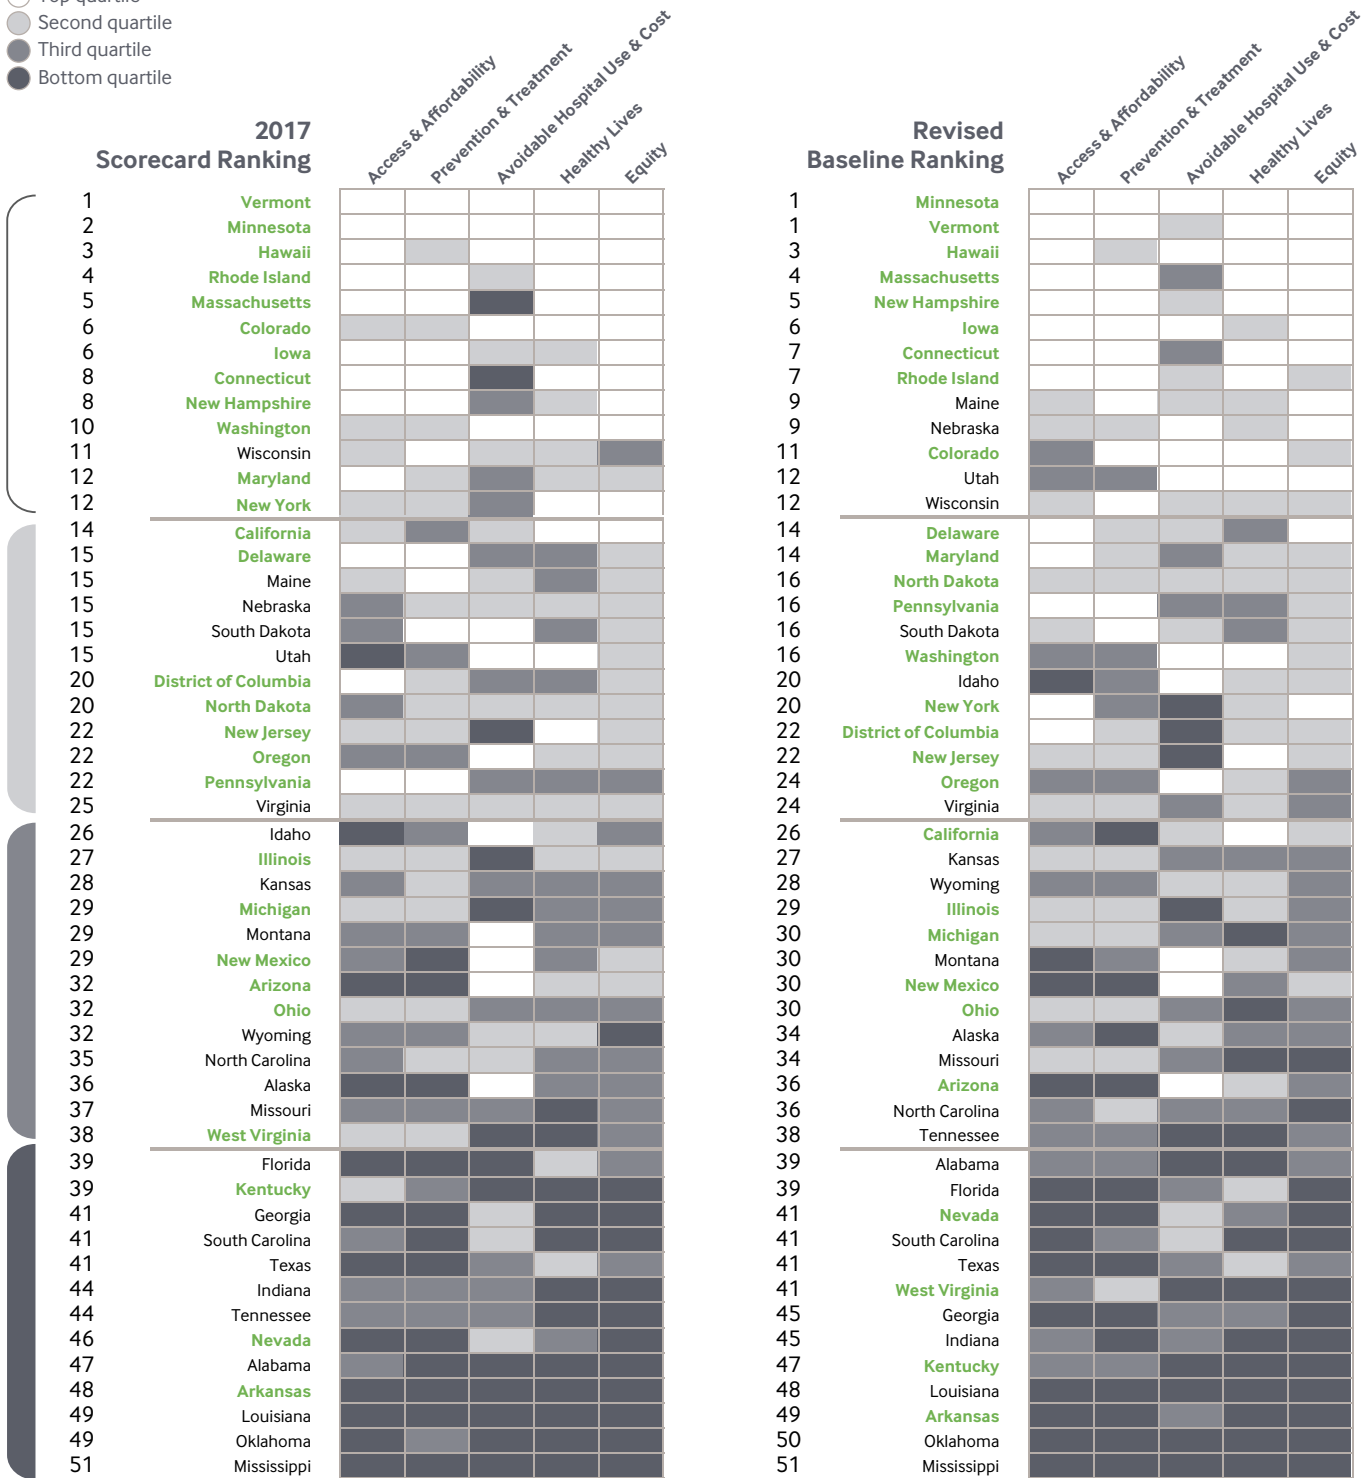 Top quartile
Second quartile
Third quartile
Bottom quartile
2017
Scorecard Ranking
Access & Affordability
Prevention & Treatment
Avoidable Hospital Use & Cost
Healthy Lives
Equity
1 Vermont
2 Minnesota
3 Hawaii
4 Rhode Island
5 Massachusetts
6 Colorado
6 Iowa
8 Connecticut
8 New Hampshire
10 Washington
11 Wisconsin
12 Maryland
12 New York
14 California
15 Delaware
15 Maine
15 Nebraska
15 South Dakota
15 Utah
20 District of Columbia
20 North Dakota
22 New Jersey
22 Oregon
22 Pennsylvania
25 Virginia
26 Idaho
27 Illinois
28 Kansas
29 Michigan
29 Montana
29 New Mexico
32 Arizona
32 Ohio
32 Wyoming
35 North Carolina
36 Alaska
37 Missouri
38 West Virginia
39 Florida
39 Kentucky
41 Georgia
41 South Carolina
41 Texas
44 Indiana
44 Tennessee
46 Nevada
47 Alabama
48 Arkansas
49 Louisiana
49 Oklahoma
51 Mississippi
Revised
Baseline Ranking
Access & Affordability
Prevention & Treatment
Avoidable Hospital Use & Cost
Healthy Lives
Equity
1 Minnesota
1 Vermont
3 Hawaii
4 Massachusetts
5 New Hampshire
6 Iowa
7 Connecticut
7 Rhode Island
9 Maine
9 Nebraska
11 Colorado
12 Utah
12 Wisconsin
14 Delaware
14 Maryland
16 North Dakota
16 Pennsylvania
16 South Dakota
16 Washington
20 Idaho
20 New York
22 District of Columbia
22 New Jersey
24 Oregon
24 Virginia
26 California
27 Kansas
28 Wyoming
29 Illinois
30 Michigan
30 Montana
30 New Mexico
30 Ohio
34 Alaska
34 Missouri
36 Arizona
36 North Carolina
38 Tennessee
39 Alabama
39 Florida
41 Nevada
41 South Carolina
41 Texas
41 West Virginia
45 Georgia
45 Indiana
47 Kentucky
48 Louisiana
49 Arkansas
50 Oklahoma
51 Mississippi